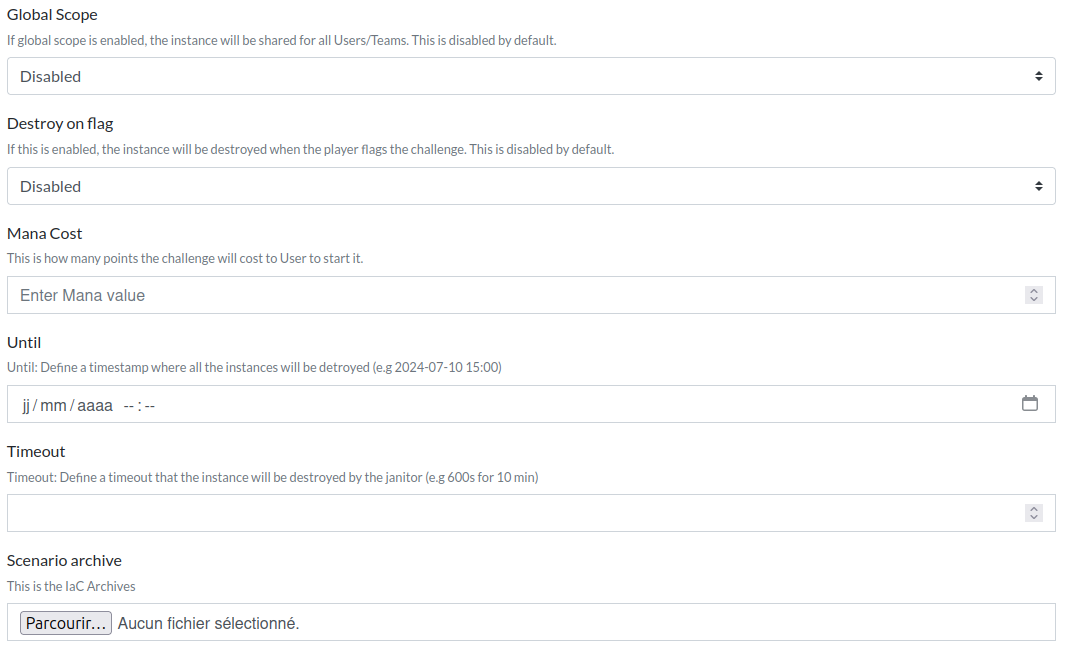 Global Scope
If global scope is enabled, the instance will be shared for all Users/Teams. This is disabled by default.
Disabled
Destroy on flag
If this is enabled, the instance will be destroyed when the player flags the challenge. This is disabled by default.
Disabled
Mana Cost
This is how many points the challenge will cost to User to start it.
Enter Mana value
Until
Until: Define a timestamp where all the instances will be detroyed (e.g 2024-07-10 15:00)
jj/mm/aaaa --:--
Timeout
Timeout: Define a timeout that the instance will be destroyed by the janitor (e.g 600s for 10 min)
Scenario archive
This is the IaC Archives
Parcourir... Aucun fichier sélectionné.